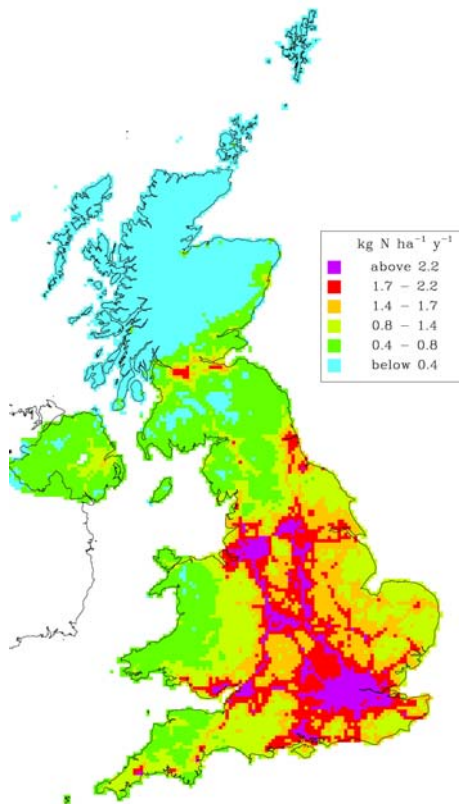 kg N ha⁻¹ y⁻¹
above 2.2
1.7 – 2.2
1.4 – 1.7
0.8 – 1.4
0.4 – 0.8
below 0.4